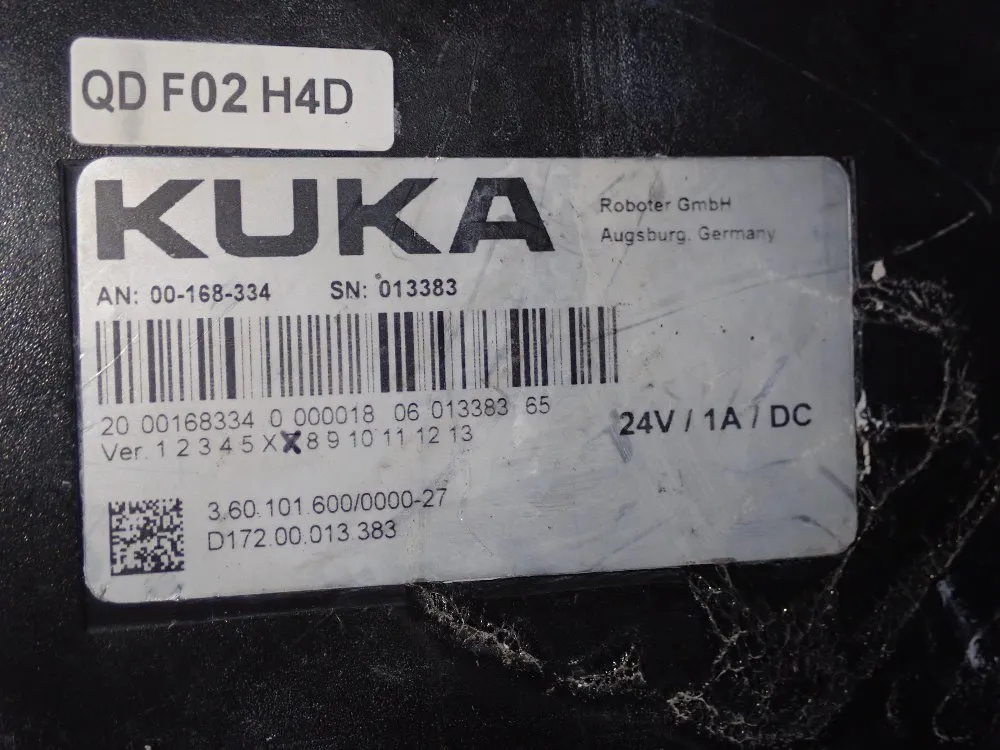 QD F02 H4D
KUKA
Roboter GmbH
Augsburg, Germany
AN: 00-168-334 SN: 013383
20 00168334 0 000018 06 013383 65
Ver. 1 2 3 4 5 X X 8 9 10 11 12 13
24V / 1A / DC
3.60.101.600/0000-27
D172.00.013.383